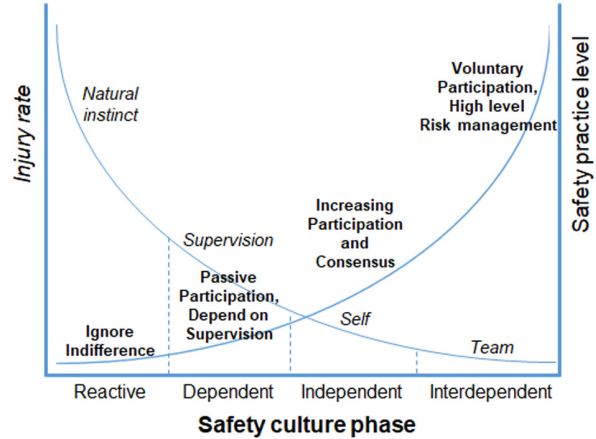 Natural
instinct
Injury rate
Safety practice level
Voluntary
Participation,
High level
Risk management
Increasing
Participation
and
Consensus
Supervision
Passive
Participation,
Depend on
Supervision
Ignore
Indifference
Self
Team
Reactive
Dependent
Independent
Interdependent
Safety culture phase